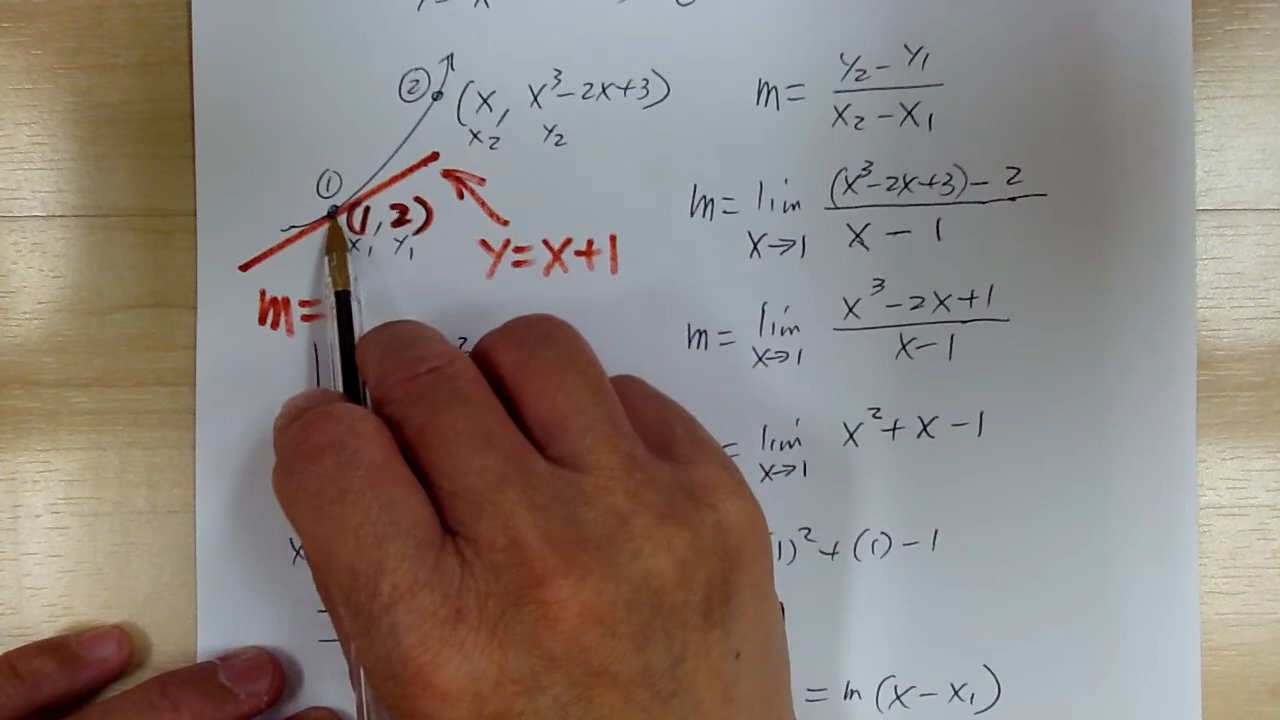 ② (x, x³-2x+3)
x₂ y₂
①
(1, 2)
x₁ y₁
y=x+1
m=
m= y₂-y₁ / x₂-x₁
m= lim x→1 (x³-2x+3)-2 / x-1
m= lim x→1 x³-2x+1 / x-1
= lim x→1 x²+x-1
1)²+(1)-1
= m(x-x₁)